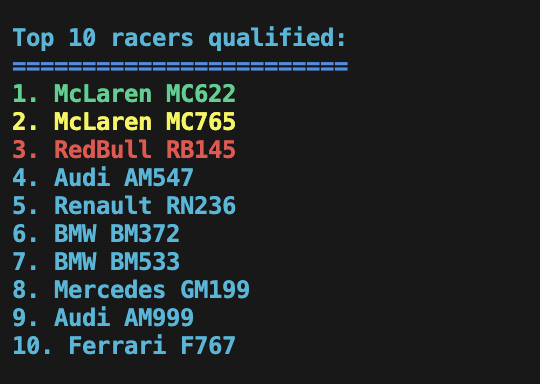 Top 10 racers qualified:
========================
1. McLaren MC622
2. McLaren MC765
3. RedBull RB145
4. Audi AM547
5. Renault RN236
6. BMW BM372
7. BMW BM533
8. Mercedes GM199
9. Audi AM999
10. Ferrari F767